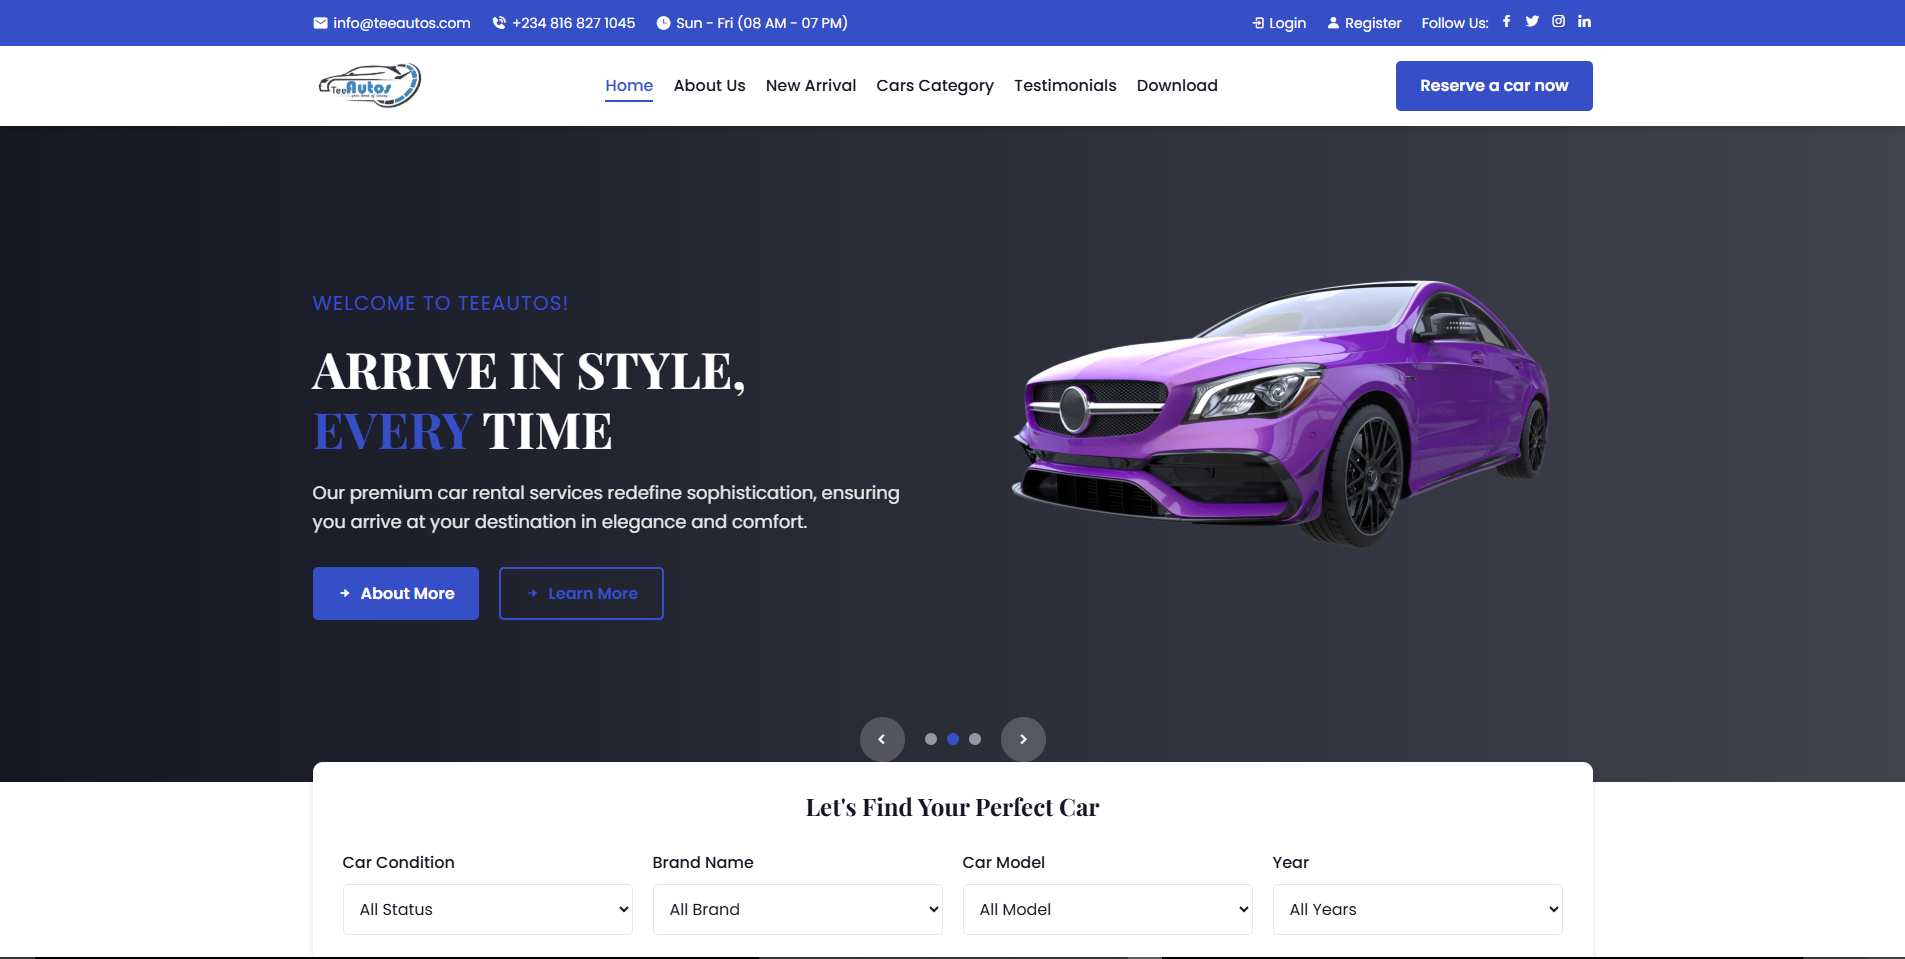 info@teeautos.com +234 816 827 1045 Sun - Fri (08 AM - 07 PM) Login Register Follow Us:
TeeAutos
Home About Us New Arrival Cars Category Testimonials Download Reserve a car now
WELCOME TO TEEAUTOS!
ARRIVE IN STYLE,
EVERY TIME
Our premium car rental services redefine sophistication, ensuring
you arrive at your destination in elegance and comfort.
About More Learn More
Let's Find Your Perfect Car
Car Condition Brand Name Car Model Year
All Status All Brand All Model All Years